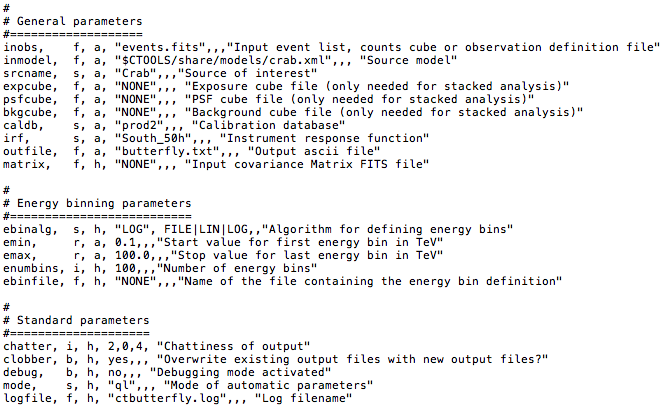 #
# General parameters
#===================
inobs,    f, a, "events.fits",,,"Input event list, counts cube or observation definition file"
inmodel,  f, a, "$CTOOLS/share/models/crab.xml",,, "Source model"
srcname,  s, a, "Crab",,,"Source of interest"
expcube,  f, a, "NONE",,, "Exposure cube file (only needed for stacked analysis)"
psfcube,  f, a, "NONE",,, "PSF cube file (only needed for stacked analysis)"
bkgcube,  f, a, "NONE",,, "Background cube file (only needed for stacked analysis)"
caldb,    s, a, "prod2",,, "Calibration database"
irf,      s, a, "South_50h",,, "Instrument response function"
outfile,  f, a, "butterfly.txt",,, "Output ascii file"
matrix,   f, h, "NONE",,, "Input covariance Matrix FITS file"

#
# Energy binning parameters
#==========================
ebinalg,  s, h, "LOG", FILE|LIN|LOG,,"Algorithm for defining energy bins"
emin,     r, a, 0.1,,,"Start value for first energy bin in TeV"
emax,     r, a, 100.0,,,"Stop value for last energy bin in TeV"
enumbins, i, h, 100,,,"Number of energy bins"
ebinfile, f, h, "NONE",,,"Name of the file containing the energy bin definition"

#
# Standard parameters
#====================
chatter, i, h, 2,0,4, "Chattiness of output"
clobber, b, h, yes,,, "Overwrite existing output files with new output files?"
debug,   b, h, no,,, "Debugging mode activated"
mode,    s, h, "ql",,, "Mode of automatic parameters"
logfile, f, h, "ctbutterfly.log",,, "Log filename"